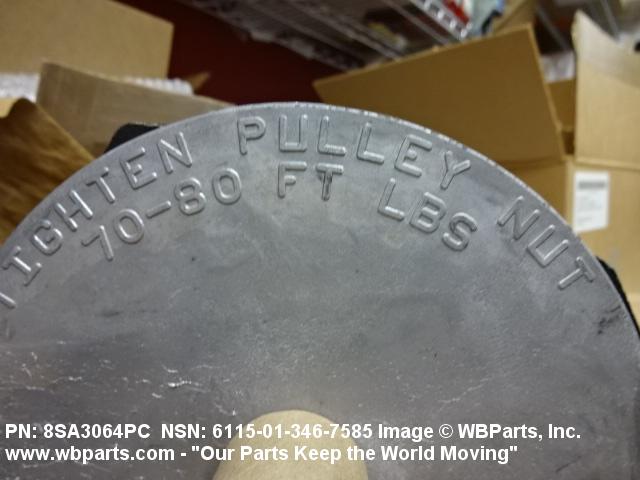 TIGHTEN PULLEY NUT
70-80 FT LBS
PN: 8SA3064PC NSN: 6115-01-346-7585 Image © WBParts, Inc.
www.wbparts.com - "Our Parts Keep the World Moving"